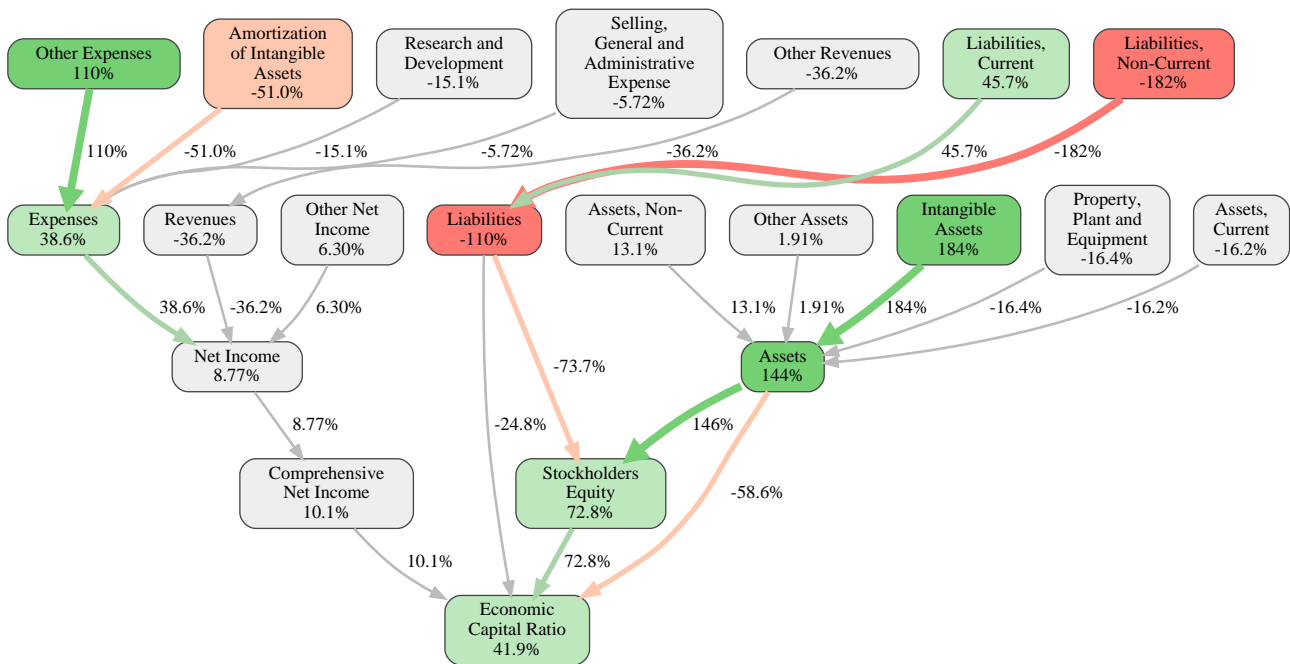 Other Expenses
110%
Amortization
of Intangible
Assets
-51.0%
Research and
Development
-15.1%
Selling,
General and
Administrative
Expense
-5.72%
Other Revenues
-36.2%
Liabilities,
Current
45.7%
Liabilities,
Non-Current
-182%
110%
-51.0%
-15.1%
-5.72%
-36.2%
45.7%
-182%
Expenses
38.6%
Revenues
-36.2%
Other Net
Income
6.30%
Liabilities
-110%
Assets, Non-
Current
13.1%
Other Assets
1.91%
Intangible
Assets
184%
Property,
Plant and
Equipment
-16.4%
Assets,
Current
-16.2%
38.6%
-36.2%
6.30%
13.1%
1.91%
184%
-16.4%
-16.2%
Net Income
8.77%
-73.7%
Assets
144%
8.77%
-24.8%
146%
Comprehensive
Net Income
10.1%
Stockholders
Equity
72.8%
-58.6%
10.1%
72.8%
Economic
Capital Ratio
41.9%